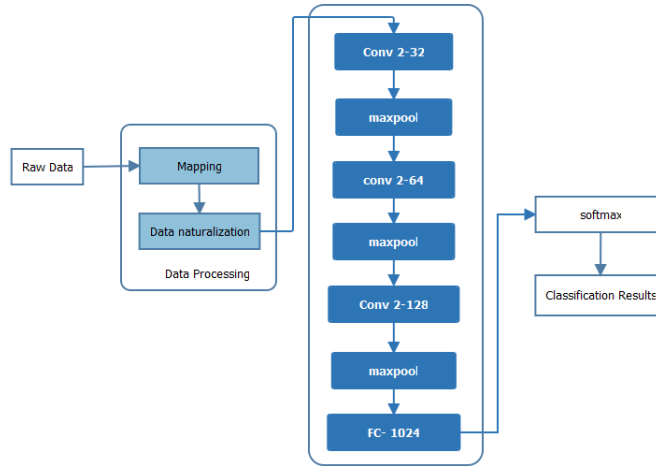 Raw Data
Mapping
Data naturalization
Data Processing
Conv 2-32
maxpool
conv 2-64
maxpool
Conv 2-128
maxpool
FC- 1024
softmax
Classification Results